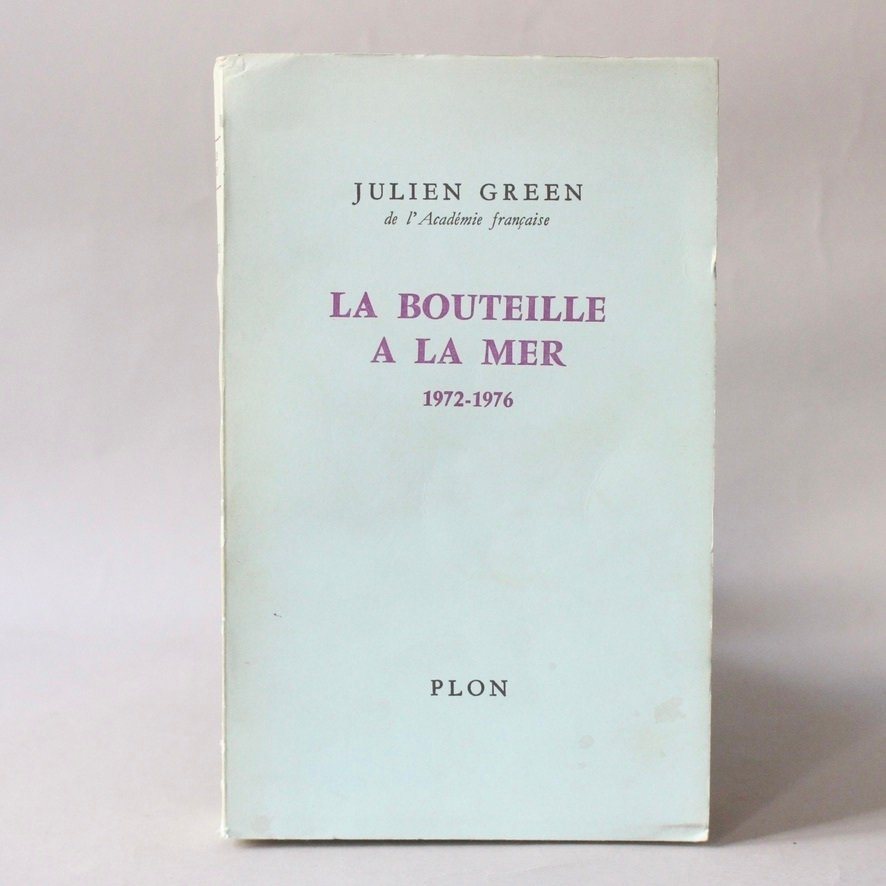 JULIEN GREEN
de l'Académie française
LA BOUTEILLE
A LA MER
1972-1976
PLON